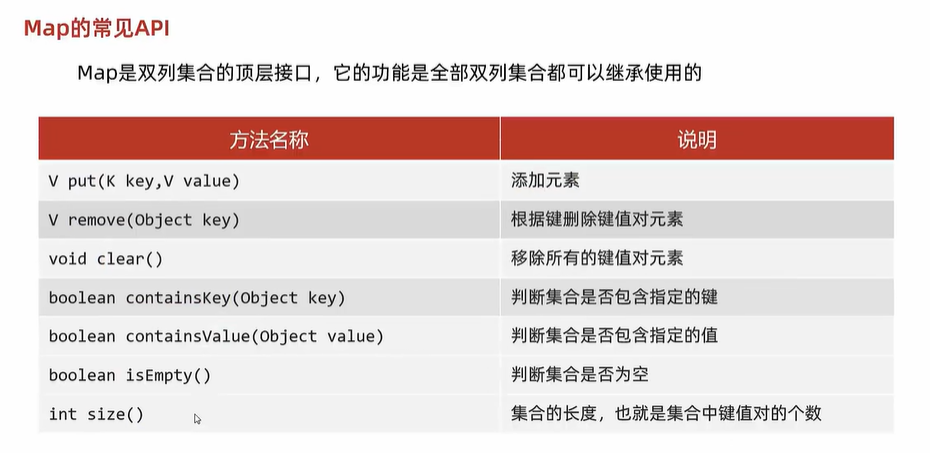 Map的常见API
Map是双列集合的顶层接口，它的功能是全部双列集合都可以继承使用的
方法名称 说明
V put(K key,V value) 添加元素
V remove(Object key) 根据键删除键值对元素
void clear() 移除所有的键值对元素
boolean containsKey(Object key) 判断集合是否包含指定的键
boolean containsValue(Object value) 判断集合是否包含指定的值
boolean isEmpty() 判断集合是否为空
int size() 集合的长度，也就是集合中键值对的个数